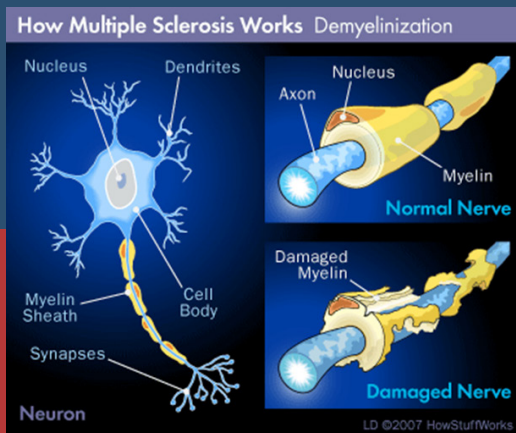 How Multiple Sclerosis Works Demyelinization
Nucleus
Dendrites
Myelin
Sheath
Cell
Body
Synapses
Neuron
Nucleus
Axon
Myelin
Normal Nerve
Damaged
Myelin
Damaged Nerve
LD ©2007 HowStuffWorks